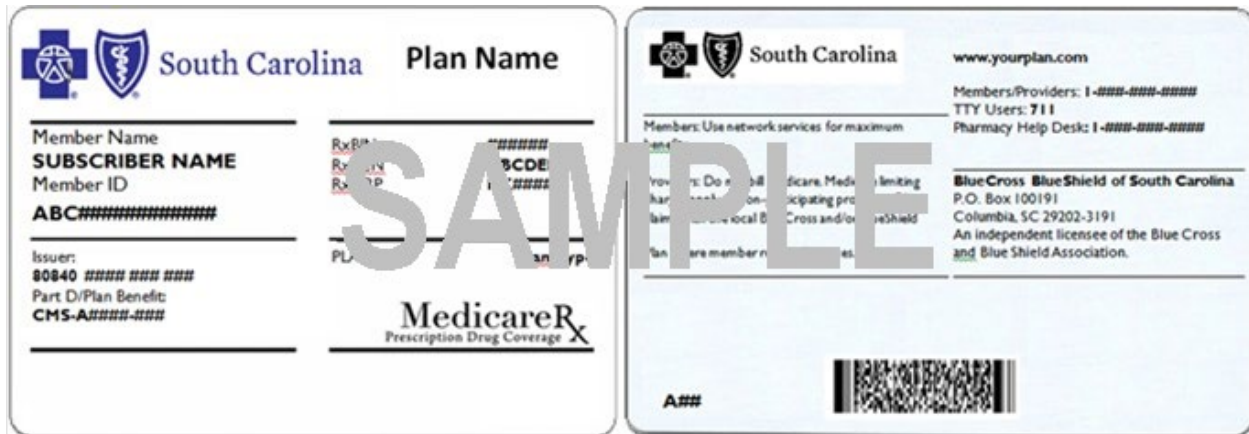 South Carolina
Plan Name
Member Name
SUBSCRIBER NAME
Member ID
ABC##############
RxBIN
######
Issuer:
80840 #### ### ###
Part D/Plan Benefit:
CMS-A####-###
MedicareRx
Prescription Drug Coverage
SAMPLE
South Carolina
Members: Use network services for maximum
www.yourplan.com
Members/Providers: 1-###-###-####
TTY Users: 711
Pharmacy Help Desk: 1-###-###-####
BlueCross BlueShield of South Carolina
P.O. Box 100191
Columbia, SC 29202-3191
An independent licensee of the Blue Cross
and Blue Shield Association.
A##